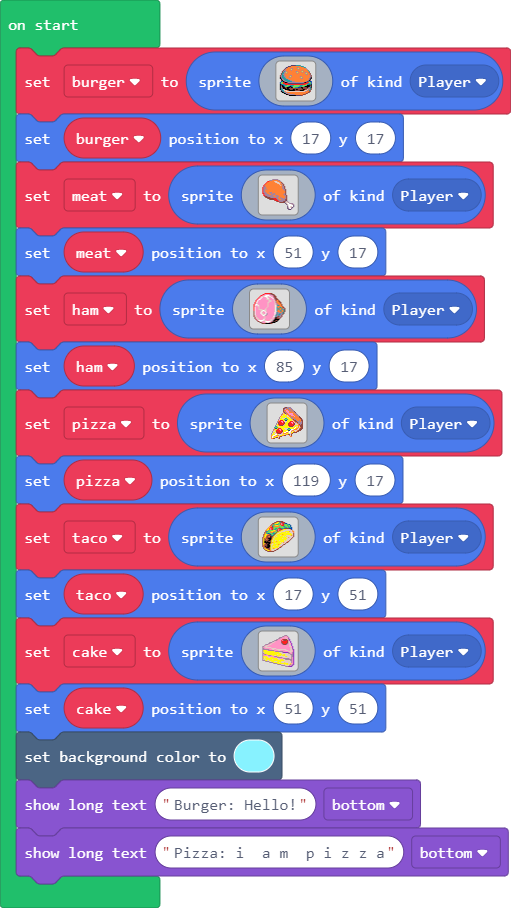 on start
set burger to sprite of kind Player
set burger position to x 17 y 17
set meat to sprite of kind Player
set meat position to x 51 y 17
set ham to sprite of kind Player
set ham position to x 85 y 17
set pizza to sprite of kind Player
set pizza position to x 119 y 17
set taco to sprite of kind Player
set taco position to x 17 y 51
set cake to sprite of kind Player
set cake position to x 51 y 51
set background color to
show long text "Burger: Hello!" bottom
show long text "Pizza: i  a m  p i z z a" bottom